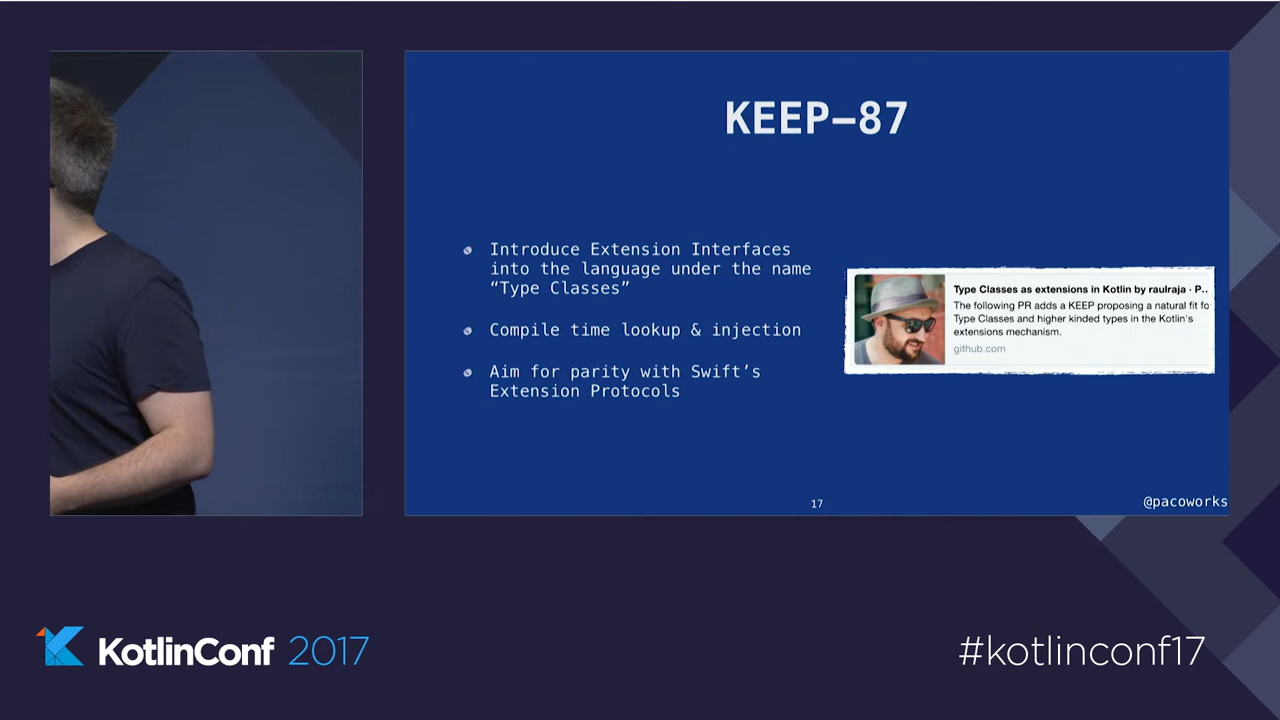 KEEP–87
Introduce Extension Interfaces
into the language under the name
“Type Classes”
Compile time lookup & injection
Aim for parity with Swift’s
Extension Protocols
Type Classes as extensions in Kotlin by raulraja · P..
The following PR adds a KEEP proposing a natural fit fo
Type Classes and higher kinded types in the Kotlin's
extensions mechanism.
github.com
17
@pacoworks
KotlinConf 2017
#kotlinconf17